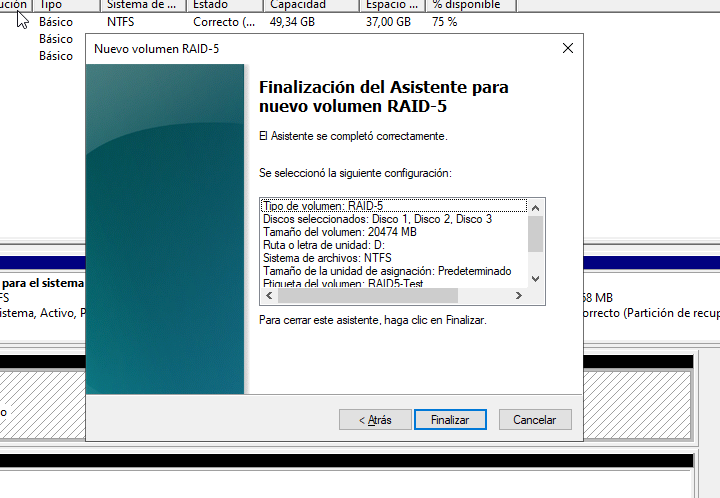 ución Tipo Sistema de ... Estado Capacidad Espacio ... % disponible
Básico NTFS Correcto (... 49,34 GB 37,00 GB 75 %
Básico
Básico
Nuevo volumen RAID-5
Finalización del Asistente para
nuevo volumen RAID-5
El Asistente se completó correctamente.
Se seleccionó la siguiente configuración:
Tipo de volumen: RAID-5
Discos seleccionados: Disco 1, Disco 2, Disco 3
Tamaño del volumen: 20474 MB
Ruta o letra de unidad: D:
Sistema de archivos: NTFS
Tamaño de la unidad de asignación: Predeterminado
Etiqueta del volumen: RAID5-Test
Para cerrar este asistente, haga clic en Finalizar.
< Atrás Finalizar Cancelar
para el sistema
FS 68 MB
istema, Activo, P orrecto (Partición de recup
o